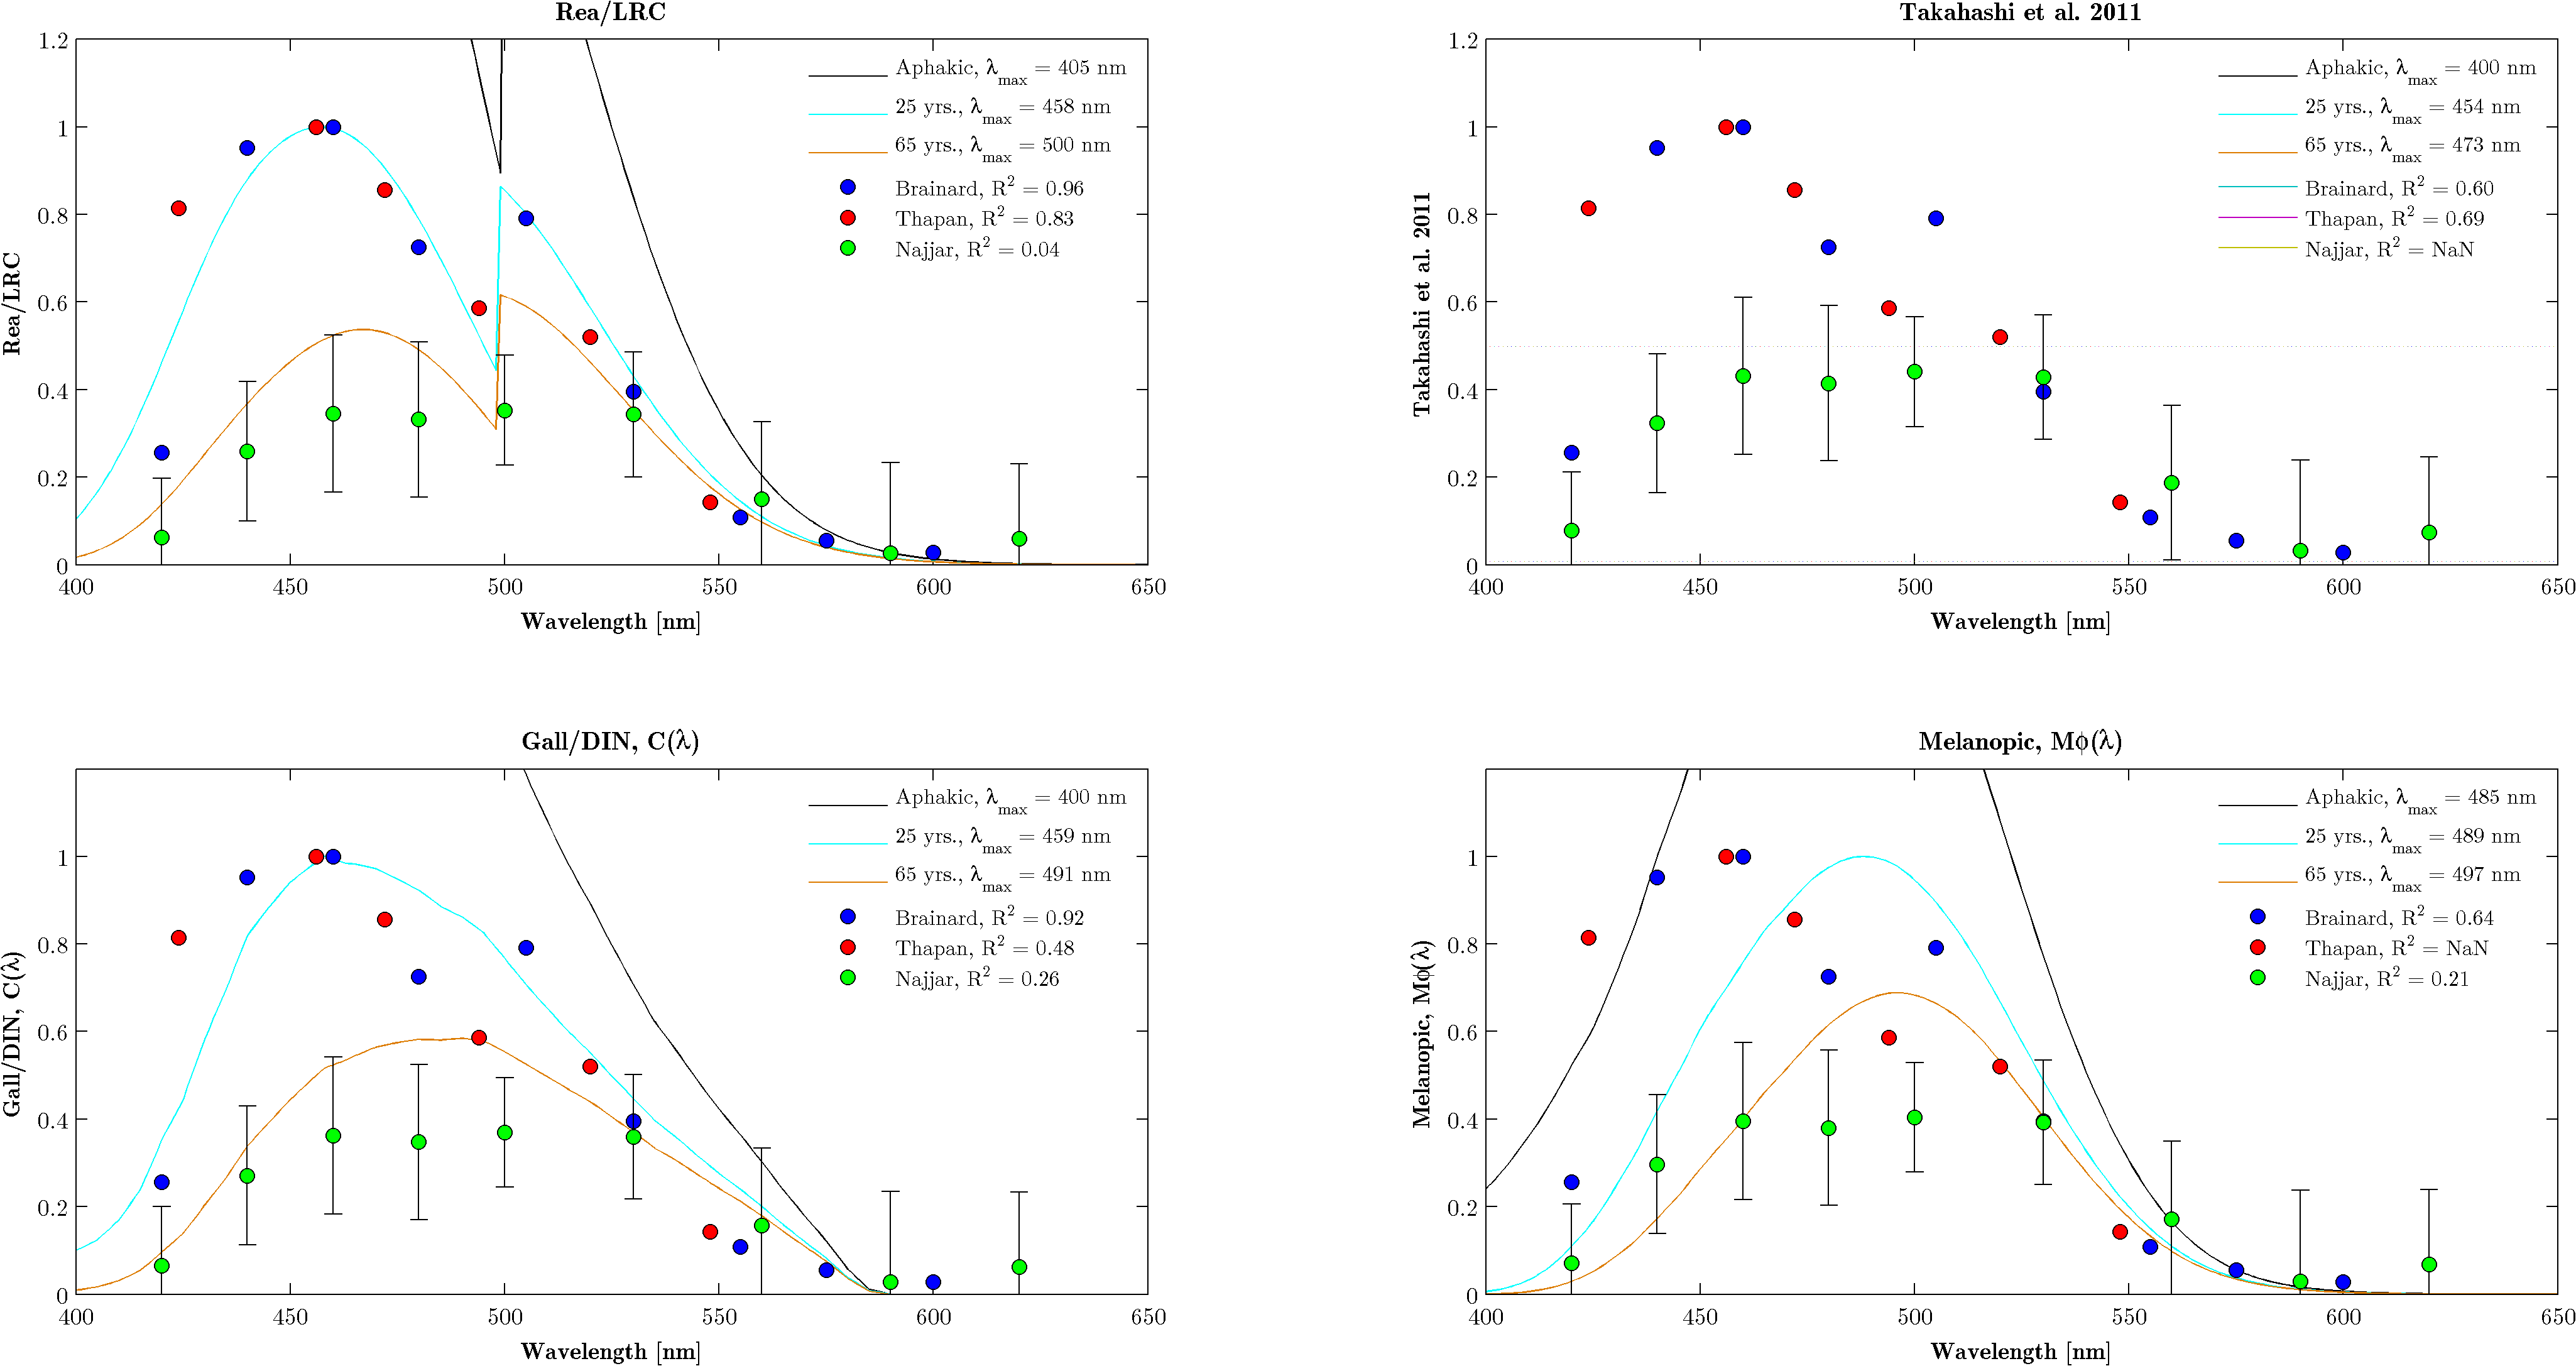 Rea/LRC
1.2
1
0.8
0.6
0.4
0.2
0
Rea/LRC
Aphakic, λmax = 405 nm
25 yrs., λmax = 458 nm
65 yrs., λmax = 500 nm
Brainard, R² = 0.96
Thapan, R² = 0.83
Najjar, R² = 0.04
400 450 500 550 600 650
Wavelength [nm]
Takahashi et al. 2011
1.2
1
0.8
0.6
0.4
0.2
0
Takahashi et al. 2011
Aphakic, λmax = 400 nm
25 yrs., λmax = 454 nm
65 yrs., λmax = 473 nm
Brainard, R² = 0.60
Thapan, R² = 0.69
Najjar, R² = NaN
400 450 500 550 600 650
Wavelength [nm]
Gall/DIN, C(λ)
1
0.8
0.6
0.4
0.2
0
Gall/DIN, C(λ)
Aphakic, λmax = 400 nm
25 yrs., λmax = 459 nm
65 yrs., λmax = 491 nm
Brainard, R² = 0.92
Thapan, R² = 0.48
Najjar, R² = 0.26
400 450 500 550 600 650
Wavelength [nm]
Melanopic, Mϕ(λ)
1
0.8
0.6
0.4
0.2
0
Melanopic, Mϕ(λ)
Aphakic, λmax = 485 nm
25 yrs., λmax = 489 nm
65 yrs., λmax = 497 nm
Brainard, R² = 0.64
Thapan, R² = NaN
Najjar, R² = 0.21
400 450 500 550 600 650
Wavelength [nm]